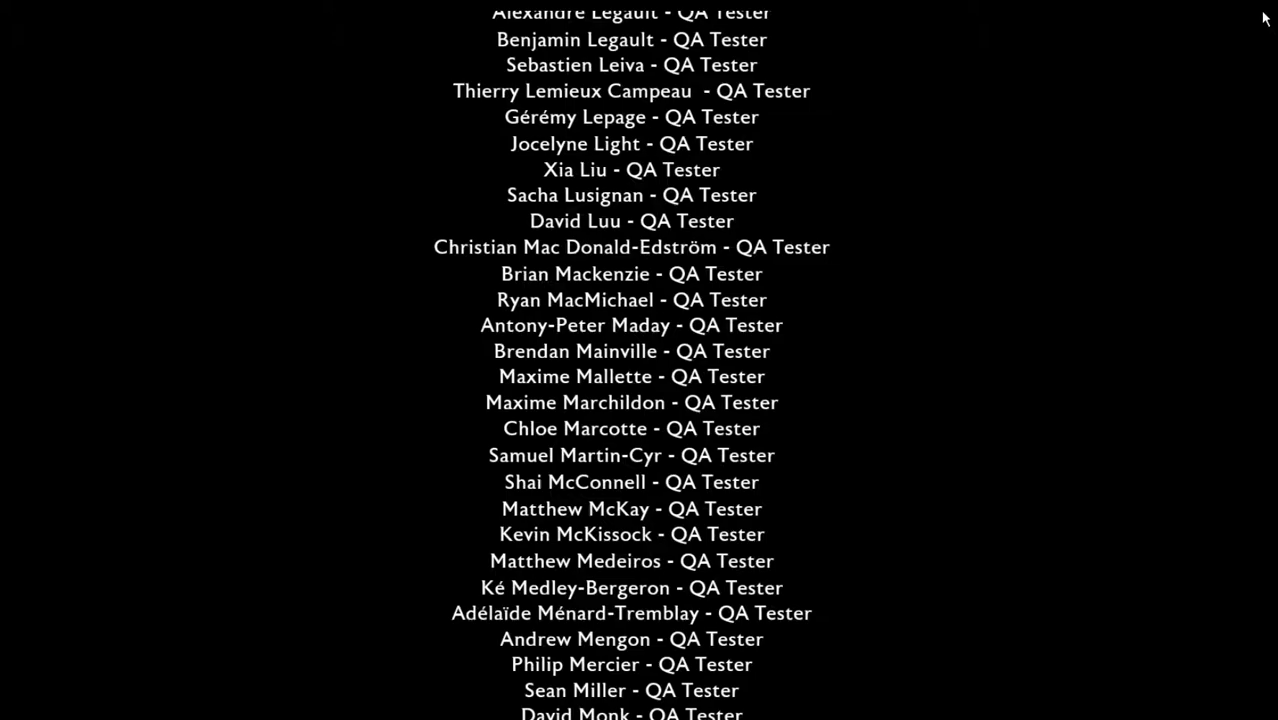 Alexandre Legault - QA Tester
Benjamin Legault - QA Tester
Sebastien Leiva - QA Tester
Thierry Lemieux Campeau  - QA Tester
Gérémy Lepage - QA Tester
Jocelyne Light - QA Tester
Xia Liu - QA Tester
Sacha Lusignan - QA Tester
David Luu - QA Tester
Christian Mac Donald-Edström - QA Tester
Brian Mackenzie - QA Tester
Ryan MacMichael - QA Tester
Antony-Peter Maday - QA Tester
Brendan Mainville - QA Tester
Maxime Mallette - QA Tester
Maxime Marchildon - QA Tester
Chloe Marcotte - QA Tester
Samuel Martin-Cyr - QA Tester
Shai McConnell - QA Tester
Matthew McKay - QA Tester
Kevin McKissock - QA Tester
Matthew Medeiros - QA Tester
Ké Medley-Bergeron - QA Tester
Adélaïde Ménard-Tremblay - QA Tester
Andrew Mengon - QA Tester
Philip Mercier - QA Tester
Sean Miller - QA Tester
David Monk - QA Tester